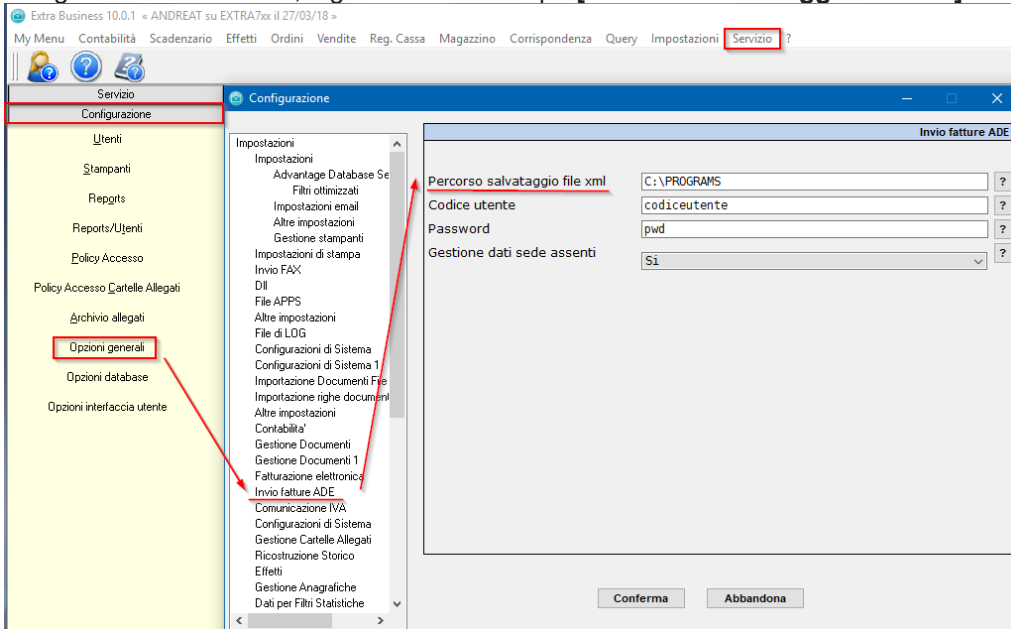 Extra Business 10.0.1 « ANDREAT su EXTRA7xx il 27/03/18 »
My Menu Contabilità Scadenzario Effetti Ordini Vendite Reg. Cassa Magazzino Corrispondenza Query Impostazioni Servizio ?
Servizio
Configurazione
Utenti
Stampanti
Reports
Reports/Utenti
Policy Accesso
Policy Accesso Cartelle Allegati
Archivio allegati
Opzioni generali
Opzioni database
Opzioni interfaccia utente
Configurazione
Impostazioni
Impostazioni
Advantage Database Se
Filtri ottimizzati
Impostazioni email
Altre impostazioni
Gestione stampanti
Impostazioni di stampa
Invio FAX
Dll
File APPS
Altre impostazioni
File di LOG
Configurazioni di Sistema
Configurazioni di Sistema 1
Importazione Documenti File
Importazione righe document
Altre impostazioni
Contabilita'
Gestione Documenti
Gestione Documenti 1
Fatturazione elettronica
Invio fatture ADE
Comunicazione IVA
Configurazioni di Sistema
Gestione Cartelle Allegati
Ricostruzione Storico
Effetti
Gestione Anagrafiche
Dati per Filtri Statistiche
Invio fatture ADE
Percorso salvataggio file xml C:\PROGRAMS ?
Codice utente codiceutente ?
Password pwd ?
Gestione dati sede assenti Si ?
Conferma Abbandona